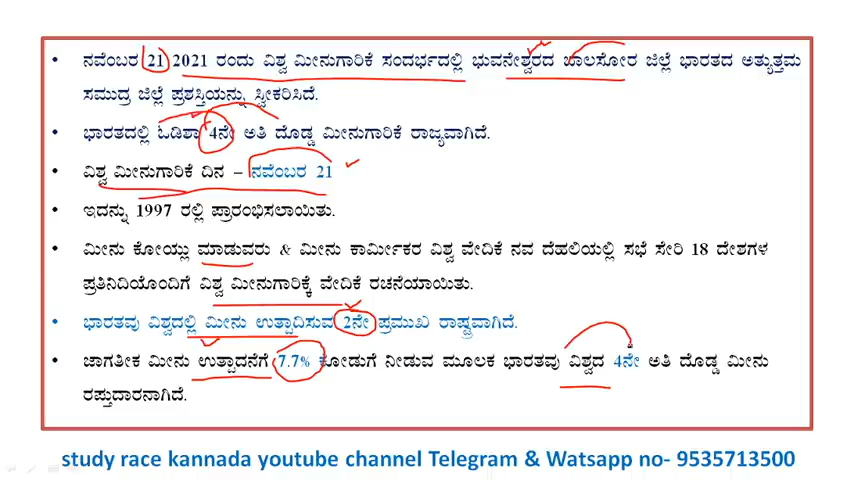 • ನವೆಂಬರ 21 2021 ರಂದು ವಿಶ್ವ ಮೀನುಗಾರಿಕೆ ಸಂದರ್ಭದಲ್ಲಿ ಭುವನೇಶ್ವರದ ಬಾಲಸೋರ ಜಿಲ್ಲೆ ಭಾರತದ ಅತ್ಯುತ್ತಮ
ಸಮುದ್ರ ಜಿಲ್ಲೆ ಪ್ರಶಸ್ತಿಯನ್ನು ಸ್ವೀಕರಿಸಿದೆ.
• ಭಾರತದಲ್ಲಿ ಓಡಿಶಾ 4ನೇ ಅತಿ ದೊಡ್ಡ ಮೀನುಗಾರಿಕೆ ರಾಜ್ಯವಾಗಿದೆ.
• ವಿಶ್ವ ಮೀನುಗಾರಿಕೆ ದಿನ – ನವೆಂಬರ 21
• ಇದನ್ನು 1997 ರಲ್ಲಿ ಪ್ರಾರಂಭಿಸಲಾಯಿತು.
• ಮೀನು ಕೋಯ್ಲು ಮಾಡುವರು & ಮೀನು ಕಾರ್ಮೀಕರ ವಿಶ್ವ ವೇದಿಕೆ ನವ ದೆಹಲಿಯಲ್ಲಿ ಸಭೆ ಸೇರಿ 18 ದೇಶಗಳ
ಪ್ರತಿನಿದಿಯೊಂದಿಗೆ ವಿಶ್ವ ಮೀನುಗಾರಿಕ್ಕೆ ವೇದಿಕೆ ರಚನೆಯಾಯಿತು.
• ಭಾರತವು ವಿಶ್ವದಲ್ಲಿ ಮೀನು ಉತ್ಪಾದಿಸುವ 2ನೇ ಪ್ರಮುಖ ರಾಷ್ಟ್ರವಾಗಿದೆ.
• ಜಾಗತೀಕ ಮೀನು ಉತ್ಪಾದನೆಗೆ 7.7% ಕೋಡುಗೆ ನೀಡುವ ಮೂಲಕ ಭಾರತವು ವಿಶ್ವದ 4ನೇ ಅತಿ ದೊಡ್ಡ ಮೀನು
ರಫ್ತುದಾರನಾಗಿದೆ.
study race kannada youtube channel Telegram & Watsapp no- 9535713500